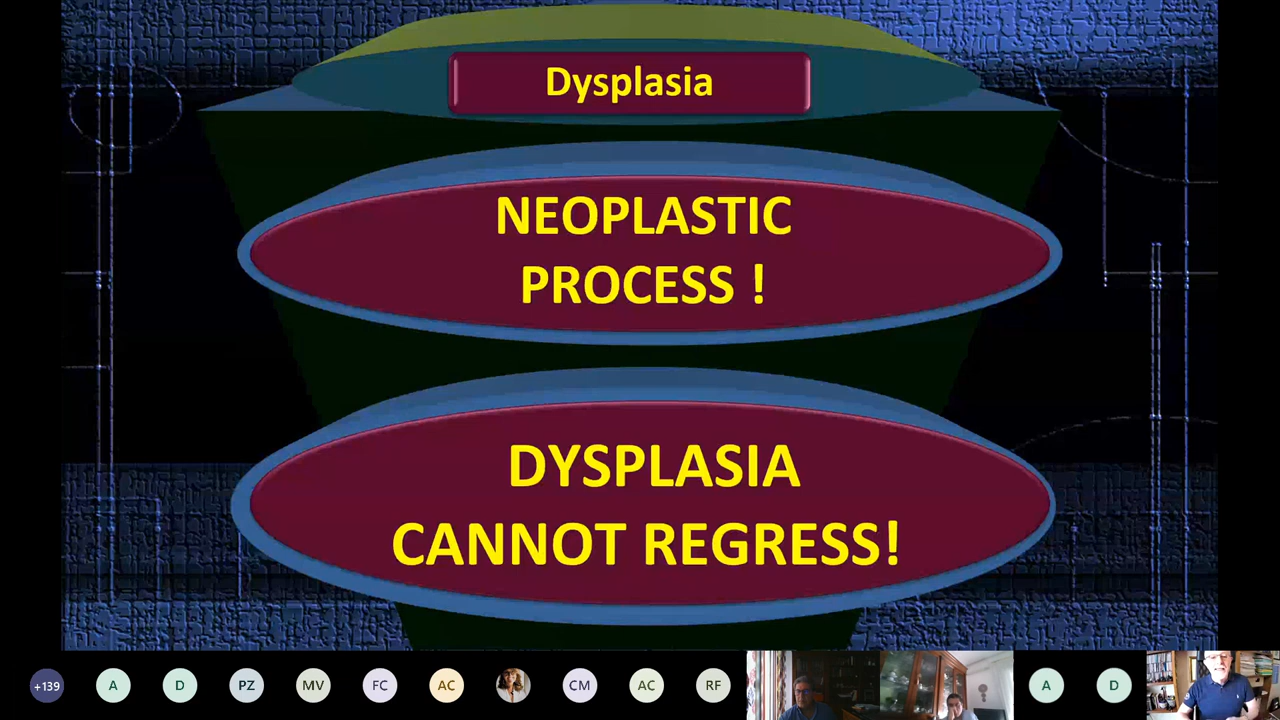 Dysplasia
NEOPLASTIC
PROCESS !
DYSPLASIA
CANNOT REGRESS!
+139
A
D
PZ
MV
FC
AC
CM
AC
RF
A
D